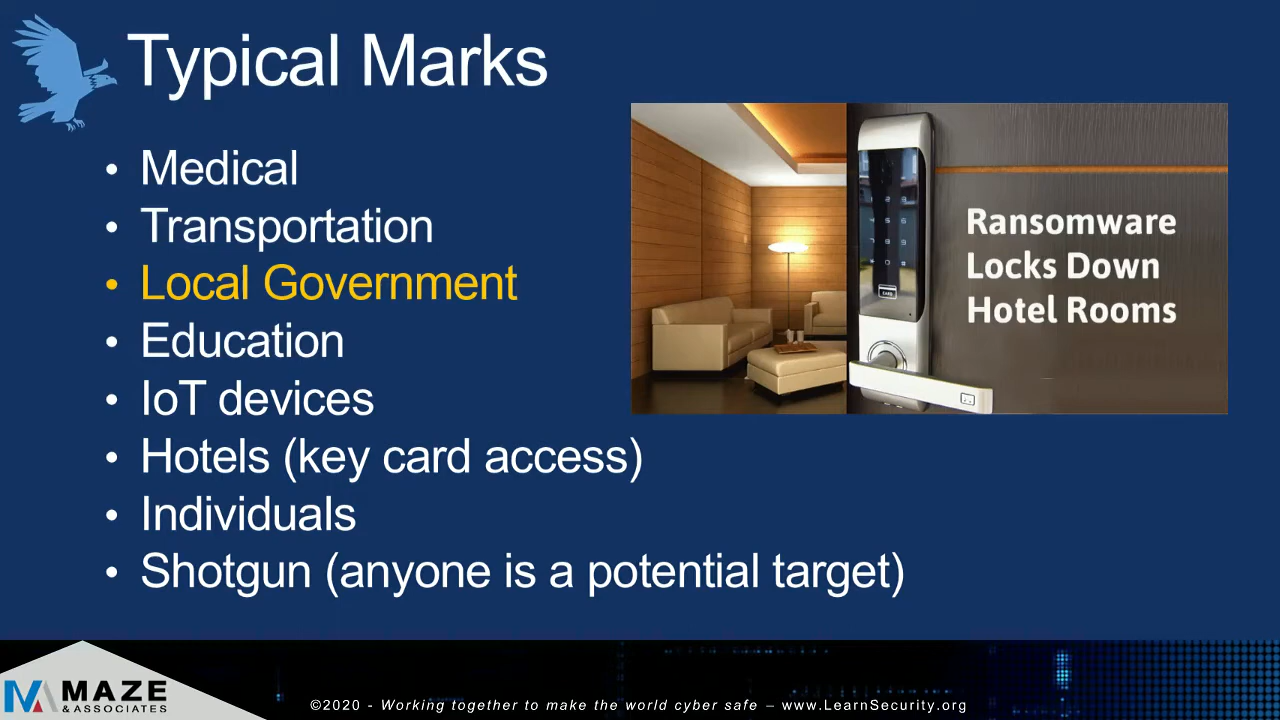 Typical Marks
• Medical
• Transportation
• Local Government
• Education
• IoT devices
• Hotels (key card access)
• Individuals
• Shotgun (anyone is a potential target)
Ransomware
Locks Down
Hotel Rooms
MAZE
& ASSOCIATES
©2020 - Working together to make the world cyber safe – www.LearnSecurity.org